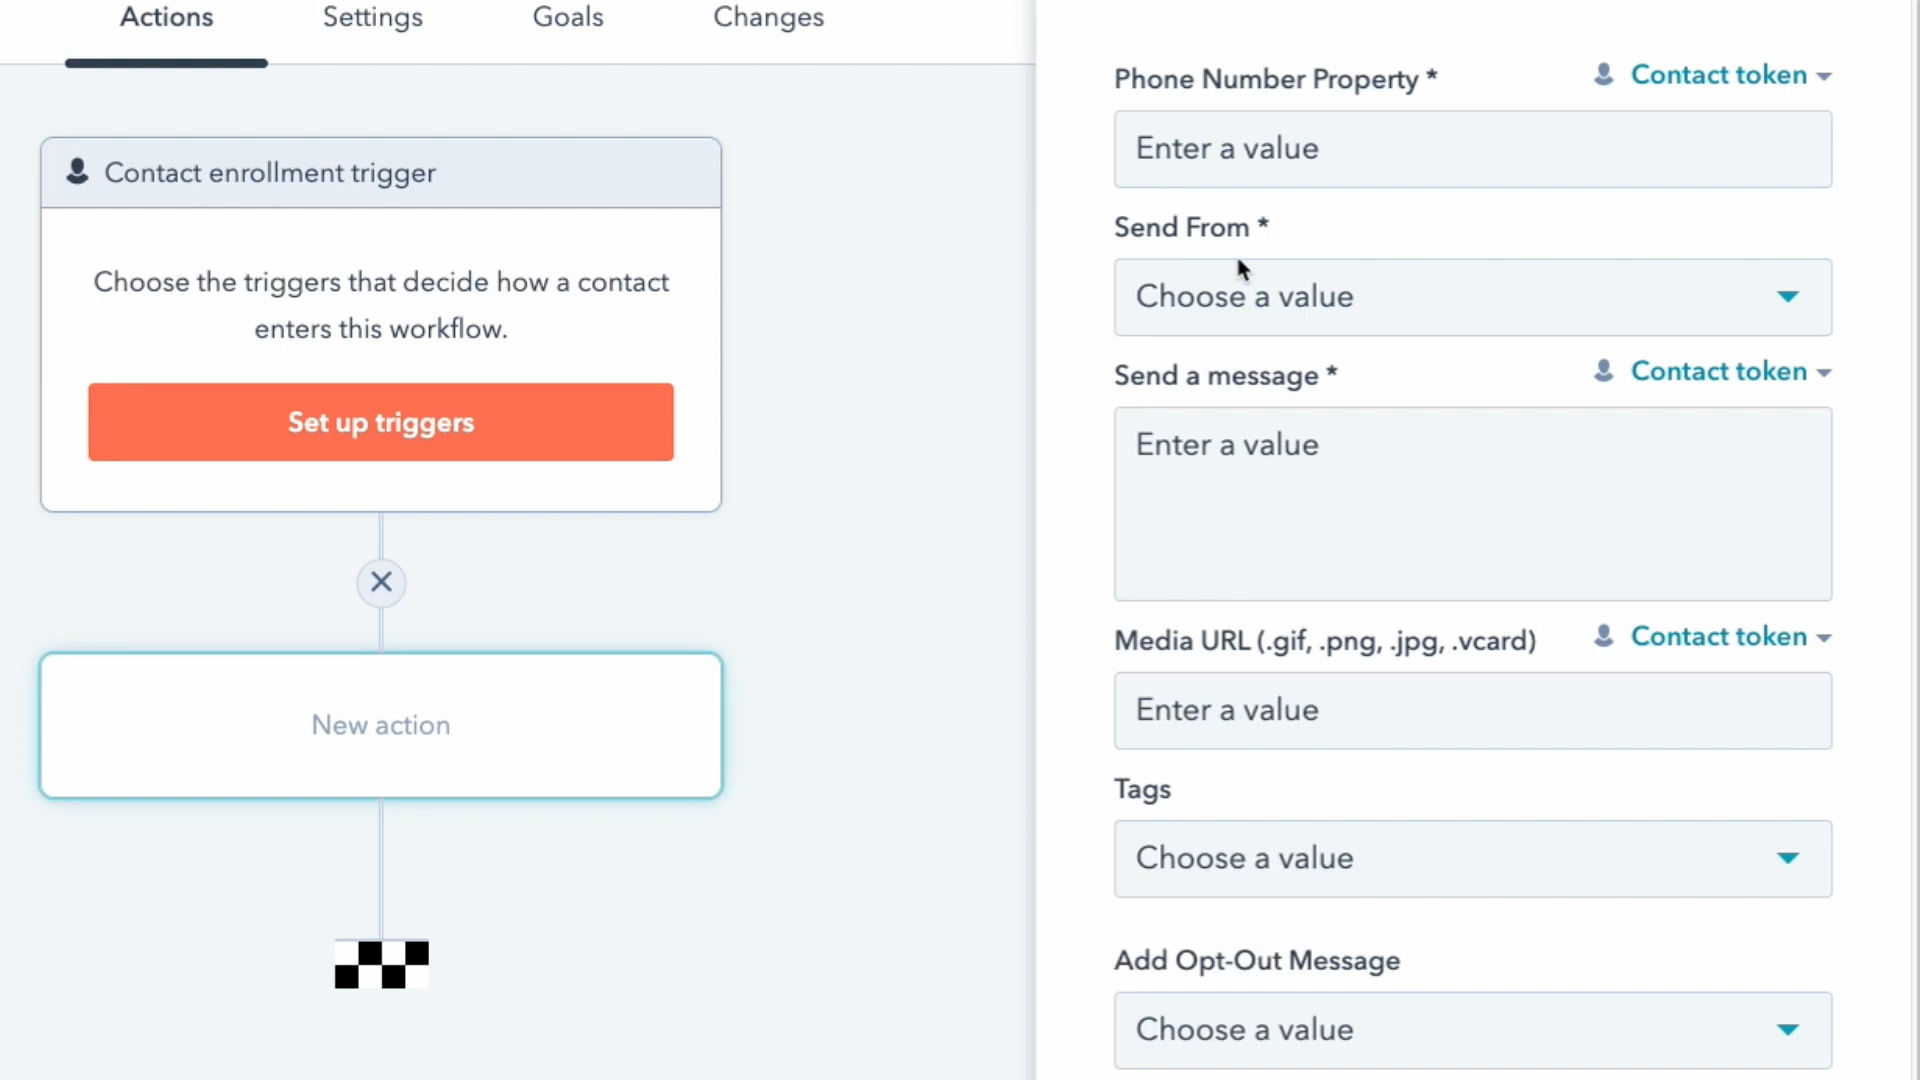 Actions
Settings
Goals
Changes
Contact enrollment trigger
Choose the triggers that decide how a contact
enters this workflow.
Set up triggers
New action
Phone Number Property *
Contact token
Enter a value
Send From *
Choose a value
Send a message *
Contact token
Enter a value
Media URL (.gif, .png, .jpg, .vcard)
Contact token
Enter a value
Tags
Choose a value
Add Opt-Out Message
Choose a value